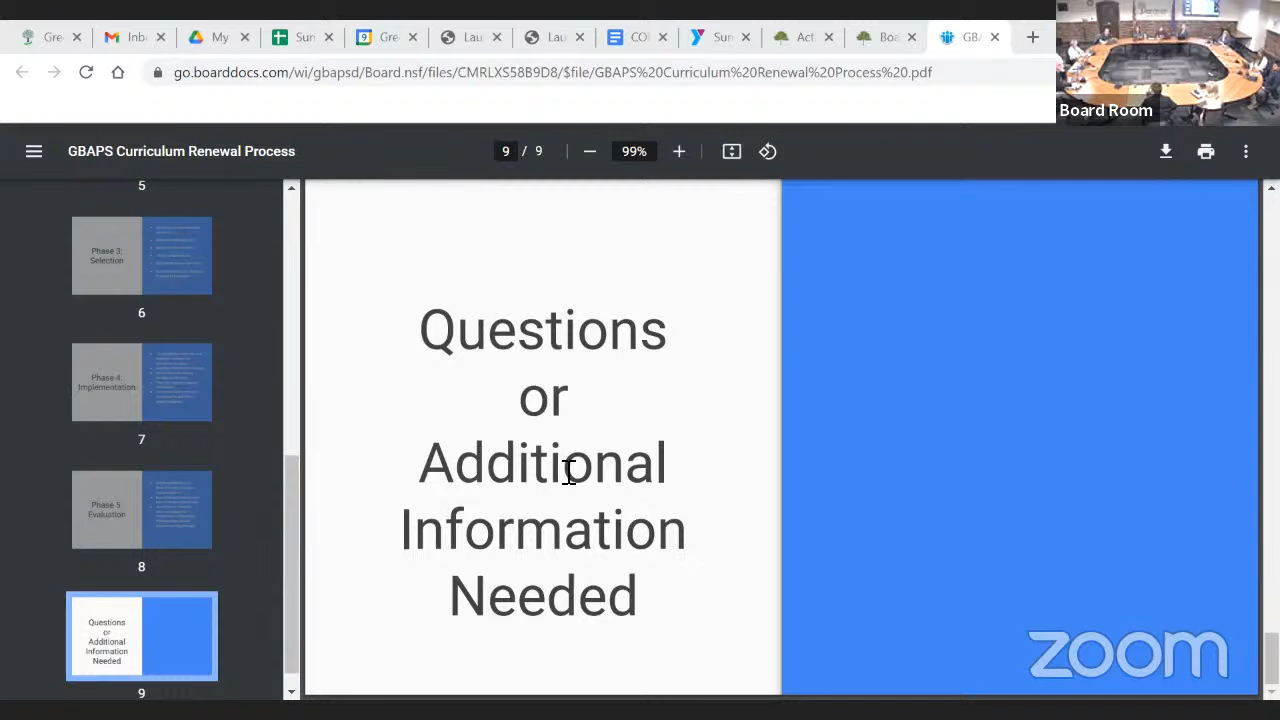 Gre
Inb
My
Sun
Gre
Lau
CO
Sun
Act
Boa
GBA
go.boarddocs.com/wi/gbapsd/Board.nsf/files/CMRLXS58B9D8/$file/GBAPS%20Curriculum%20Renewal%20Process%20.pdf
Board Room
GBAPS Curriculum Renewal Process
9 / 9
99%
5
Phase 3:
Selection
6
Phase 4:
Implementation
7
Phase 5
Evaluation
8
Questions
or
Additional
Information
Needed
9
Questions
or
Additional
Information
Needed
zoom